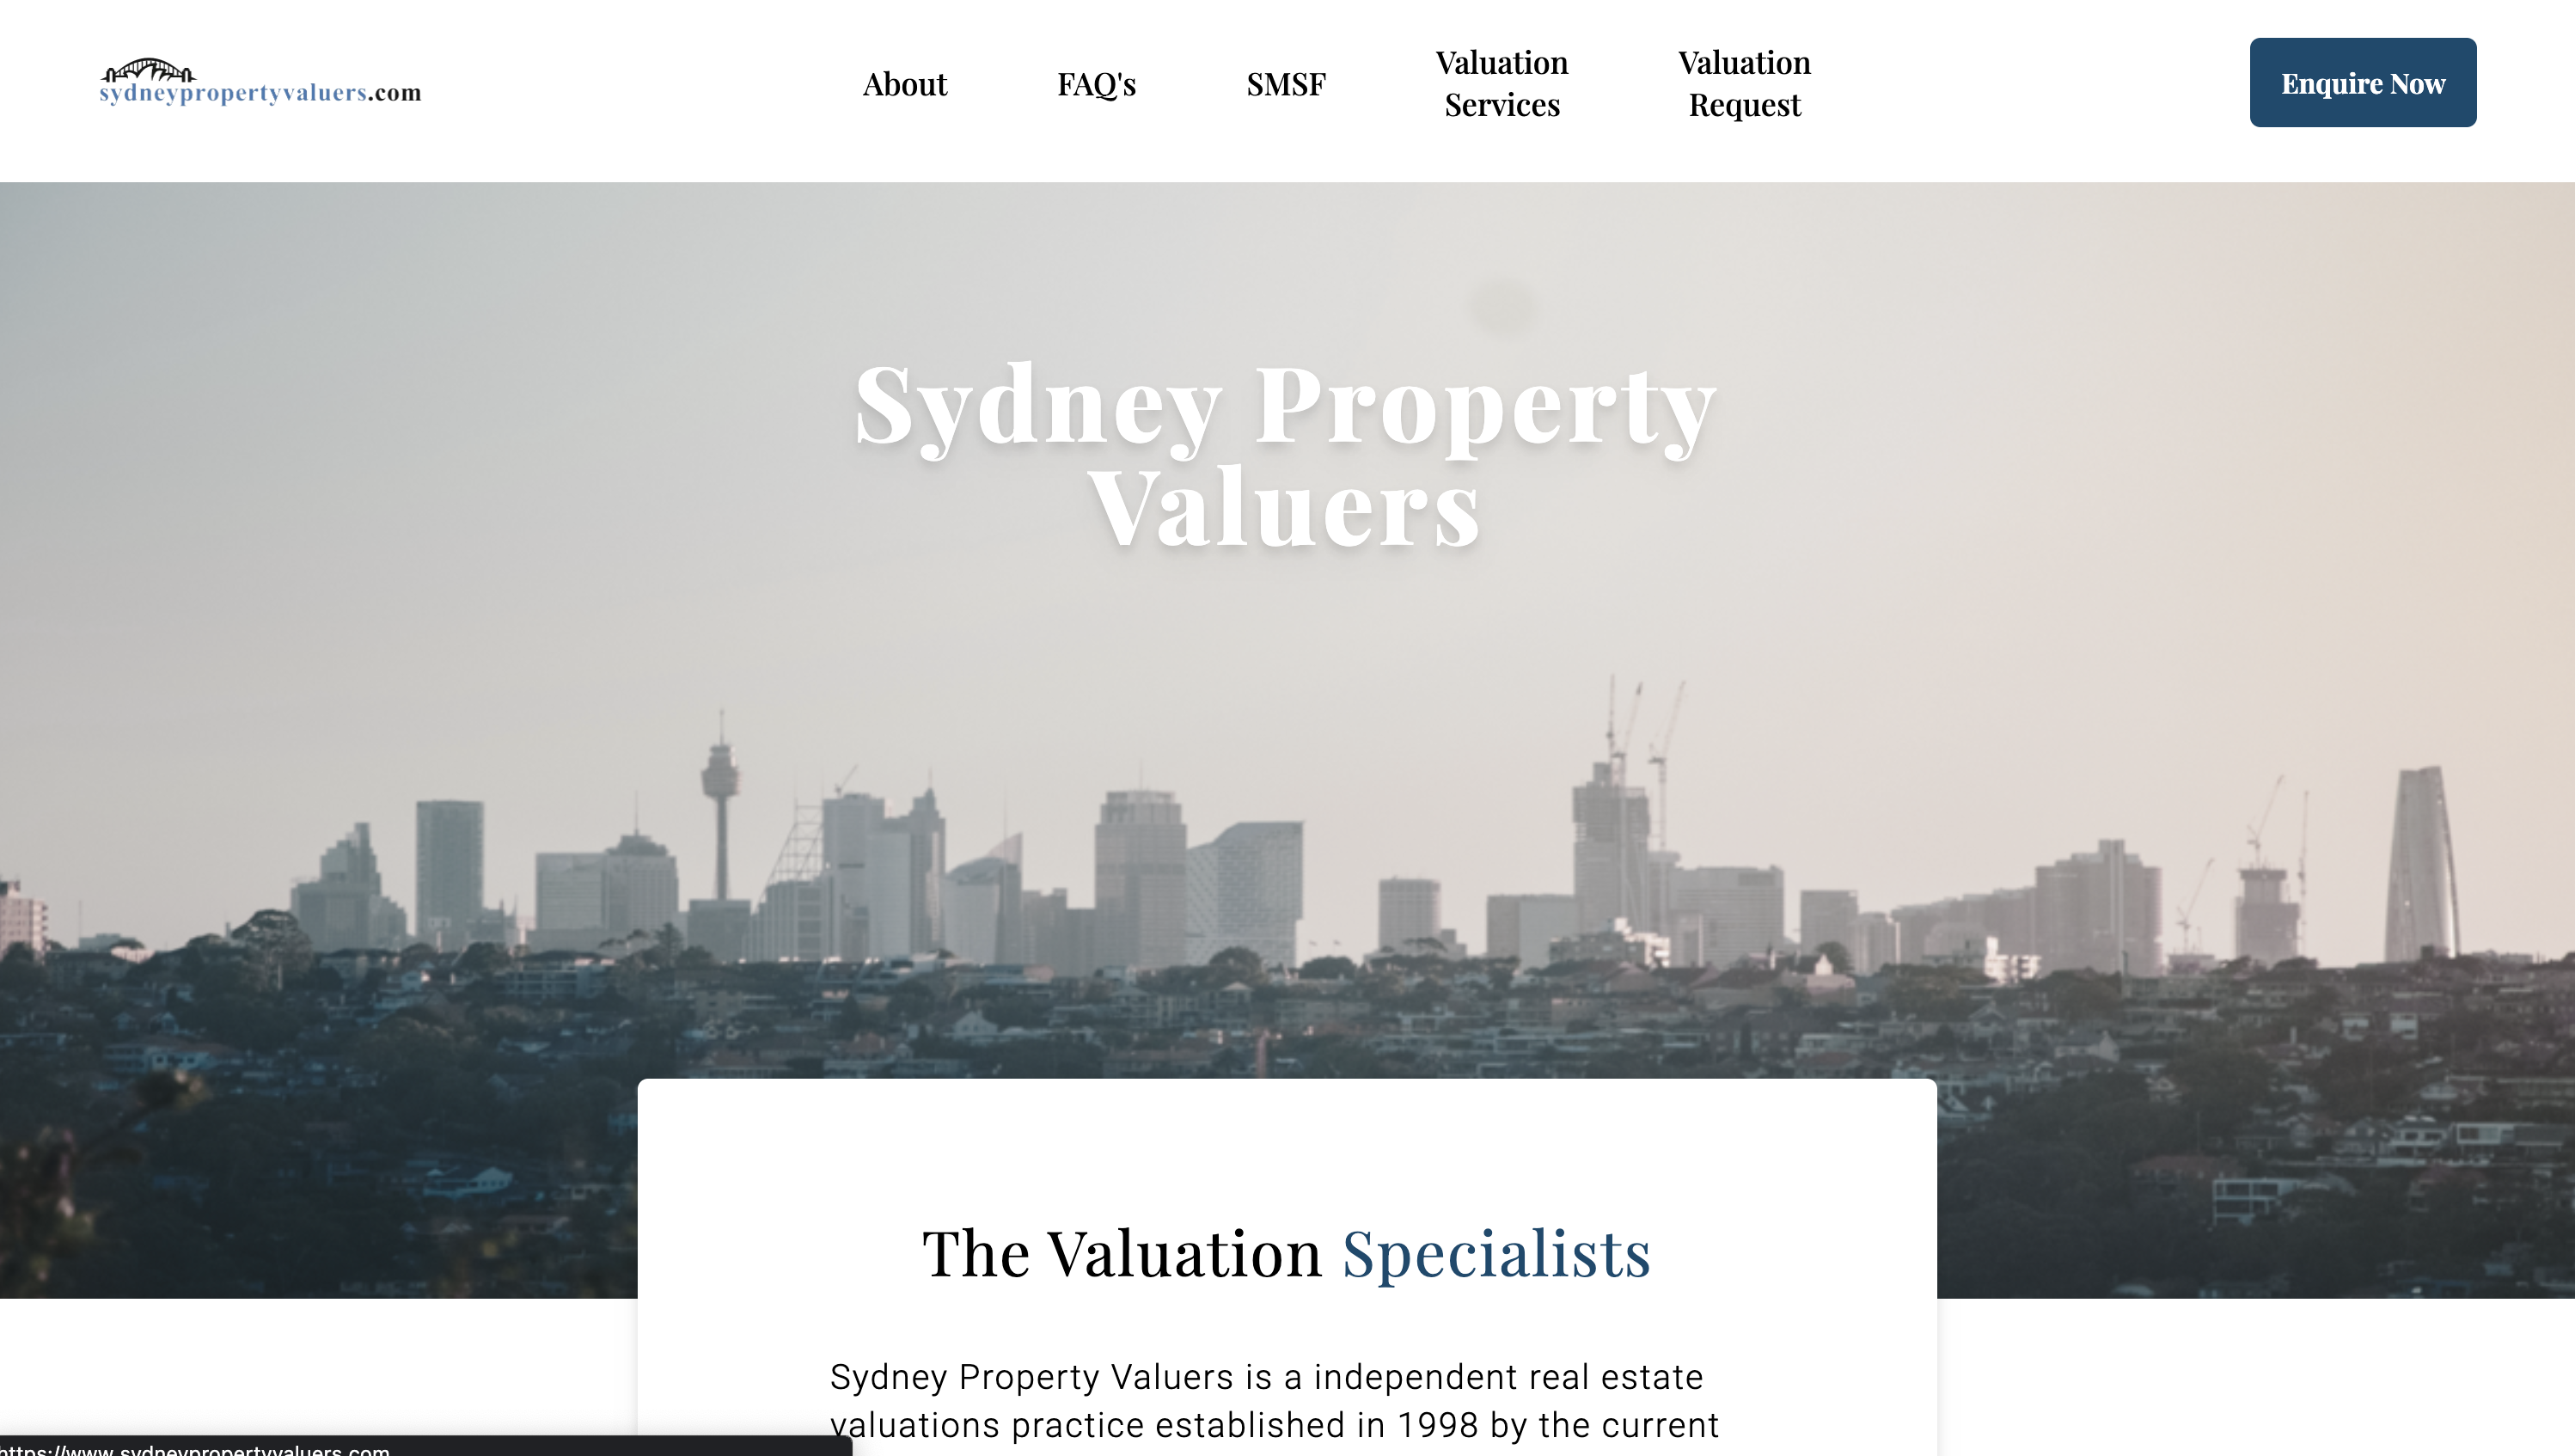 sydneypropertyvaluers.com
About
FAQ's
SMSF
Valuation
Services
Valuation
Request
Enquire Now
Sydney Property
Valuers
The Valuation Specialists
Sydney Property Valuers is a independent real estate
valuations practice established in 1998 by the current
https://www.sydneypropertyvaluers.com